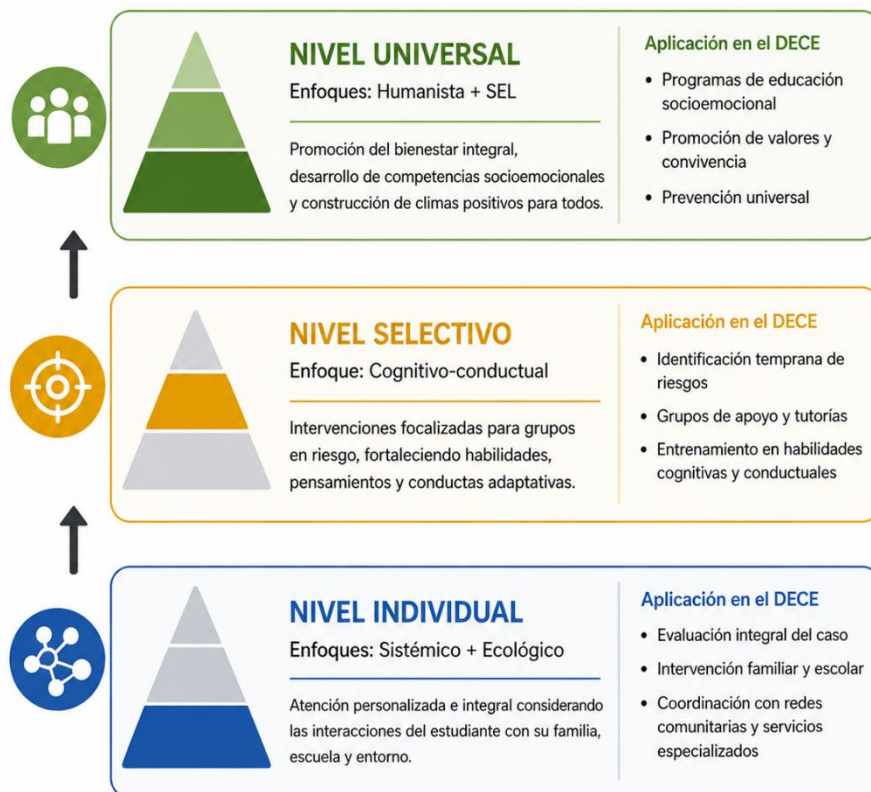 NIVEL UNIVERSAL
Enfoques: Humanista + SEL
Promoción del bienestar integral,
desarrollo de competencias socioemocionales
y construcción de climas positivos para todos.
Aplicación en el DECE
• Programas de educación
socioemocional
• Promoción de valores y
convivencia
• Prevención universal
NIVEL SELECTIVO
Enfoque: Cognitivo-conductual
Intervenciones focalizadas para grupos
en riesgo, fortaleciendo habilidades,
pensamientos y conductas adaptativas.
Aplicación en el DECE
• Identificación temprana de
riesgos
• Grupos de apoyo y tutorías
• Entrenamiento en habilidades
cognitivas y conductuales
NIVEL INDIVIDUAL
Enfoques: Sistémico + Ecológico
Atención personalizada e integral considerando
las interacciones del estudiante con su familia,
escuela y entorno.
Aplicación en el DECE
• Evaluación integral del caso
• Intervención familiar y escolar
• Coordinación con redes
comunitarias y servicios
especializados